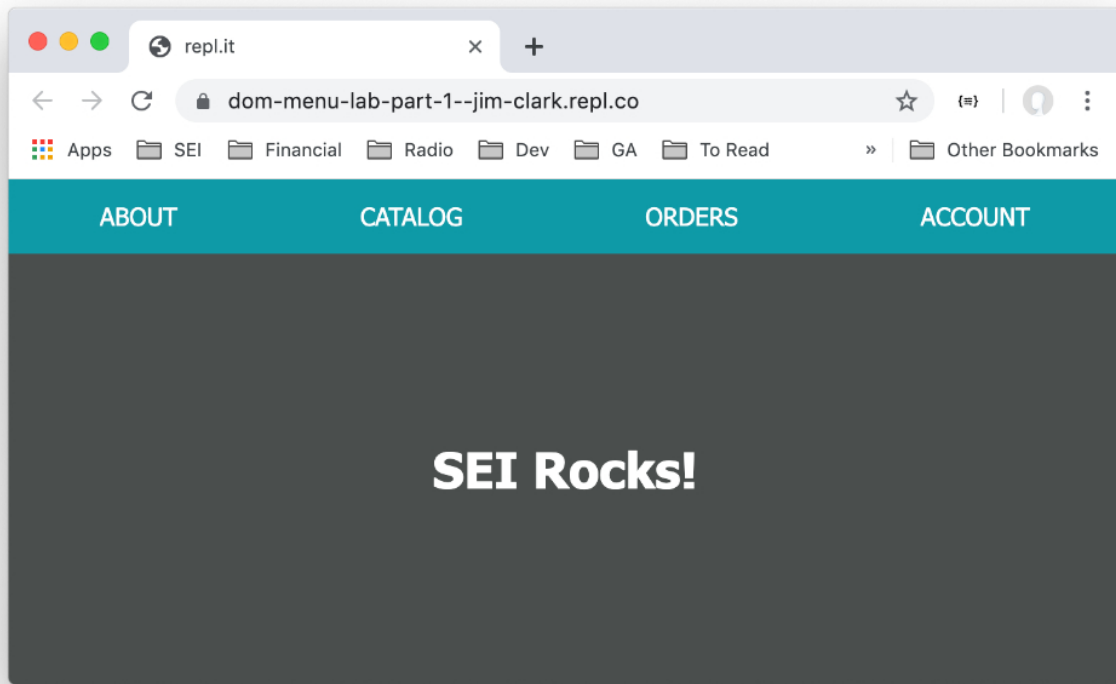 repl.it
dom-menu-lab-part-1--jim-clark.repl.co
Apps SEI Financial Radio Dev GA To Read » Other Bookmarks
ABOUT CATALOG ORDERS ACCOUNT
SEI Rocks!